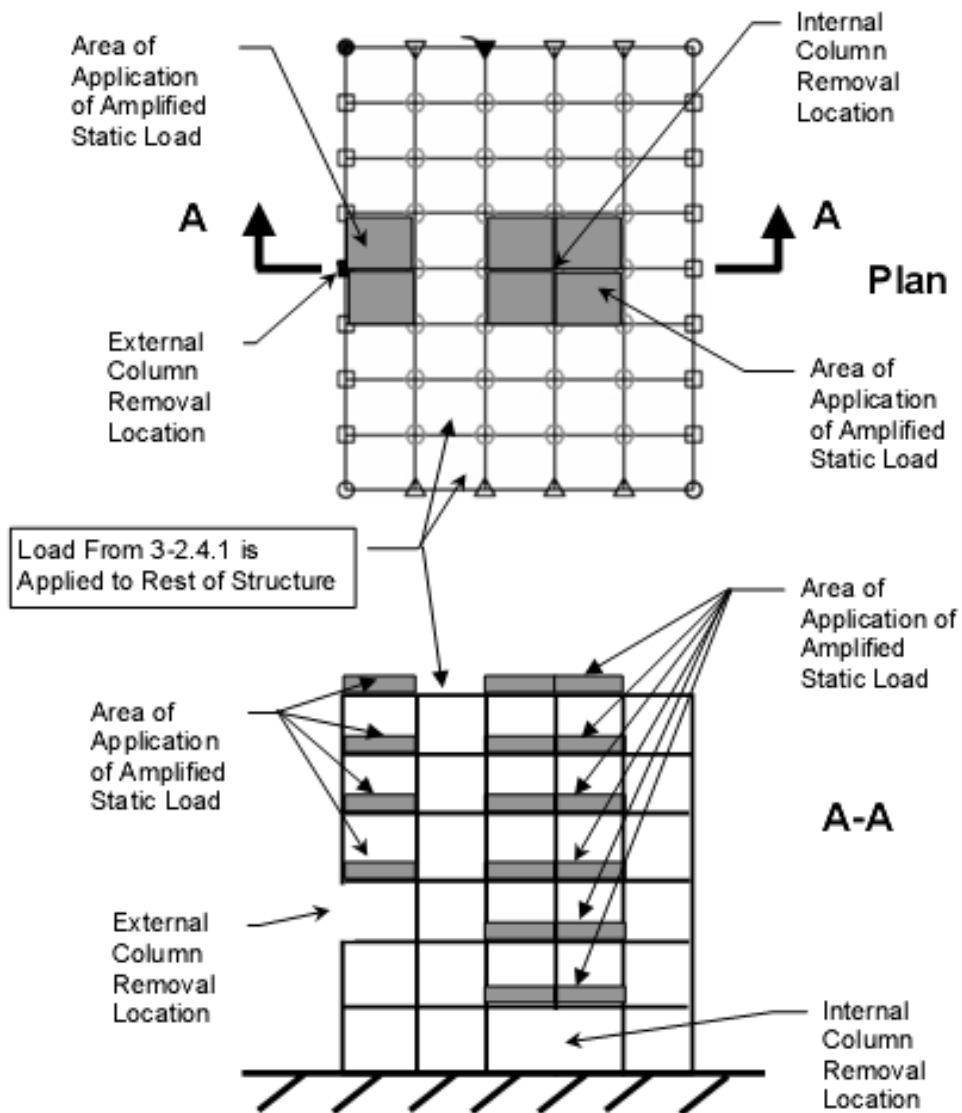 Area of
Application
of Amplified
Static Load
Internal
Column
Removal
Location
A
A
Plan
External
Column
Removal
Location
Area of
Application
of Amplified
Static Load
Load From 3-2.4.1 is
Applied to Rest of Structure
Area of
Application of
Amplified
Static Load
Area of
Application
of Amplified
Static Load
A-A
External
Column
Removal
Location
Internal
Column
Removal
Location